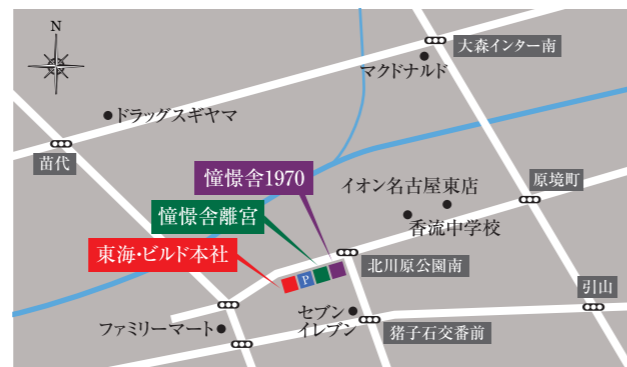 N
大森インター南
マクドナルド
ドラッグスギヤマ
苗代
憧憬舎1970
イオン名古屋東店
原境町
憧憬舎離宮
香流中学校
東海・ビルド本社
北川原公園南
P
引山
セブン
イレブン
ファミリーマート
猪子石交番前